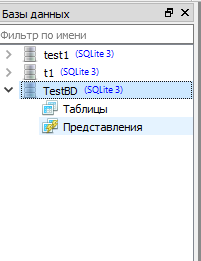 Базы данных
Фильтр по имени
test1 (SQLite 3)
t1 (SQLite 3)
TestBD (SQLite 3)
Таблицы
Представления